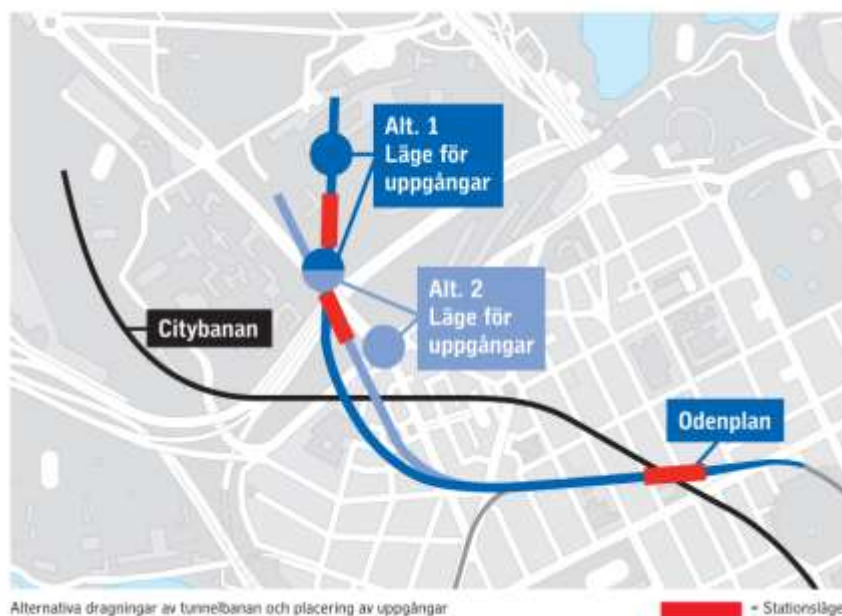 Alt. 1
Läge för
uppgångar
Alt. 2
Läge för
uppgångar
Citybanan
Odenplan
Alternativa dragningar av tunnelbanan och placering av uppgångar
= Stationsläge